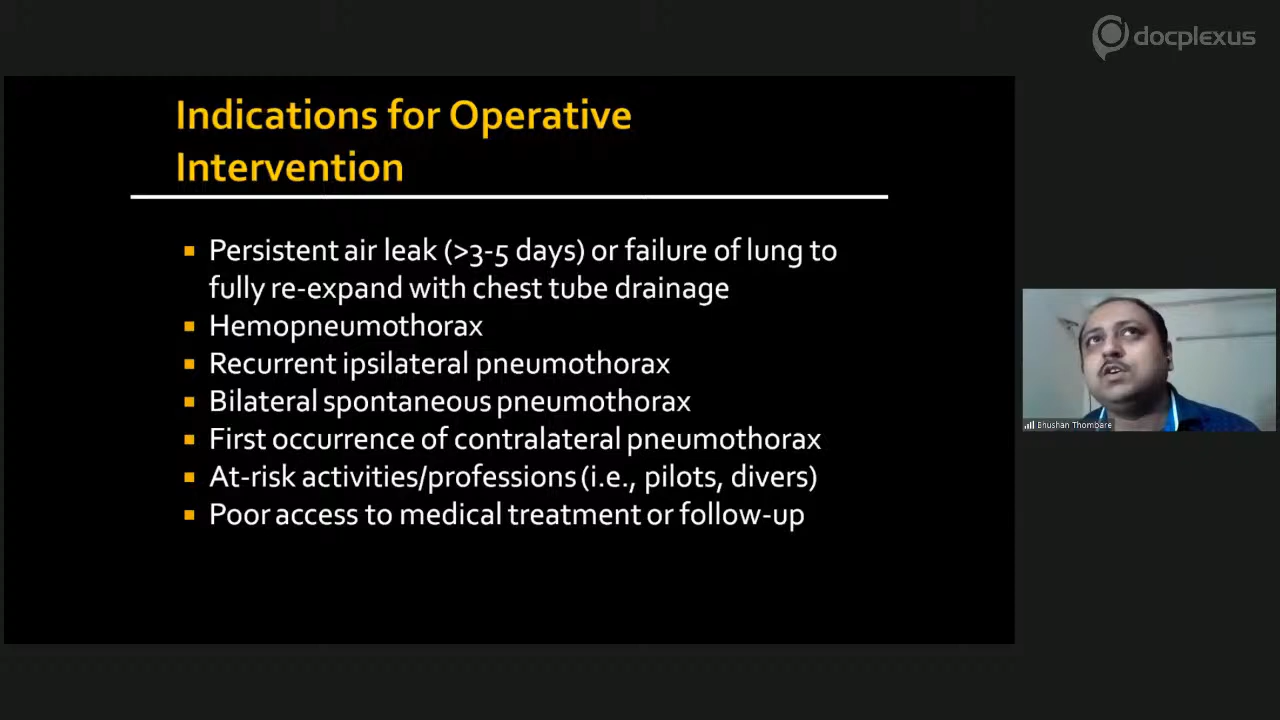 docplexus
Indications for Operative
Intervention
Persistent air leak (>3-5 days) or failure of lung to
fully re-expand with chest tube drainage
Hemopneumothorax
Recurrent ipsilateral pneumothorax
Bilateral spontaneous pneumothorax
First occurrence of contralateral pneumothorax
At-risk activities/professions (i.e., pilots, divers)
Poor access to medical treatment or follow-up
Bhushan Thombare